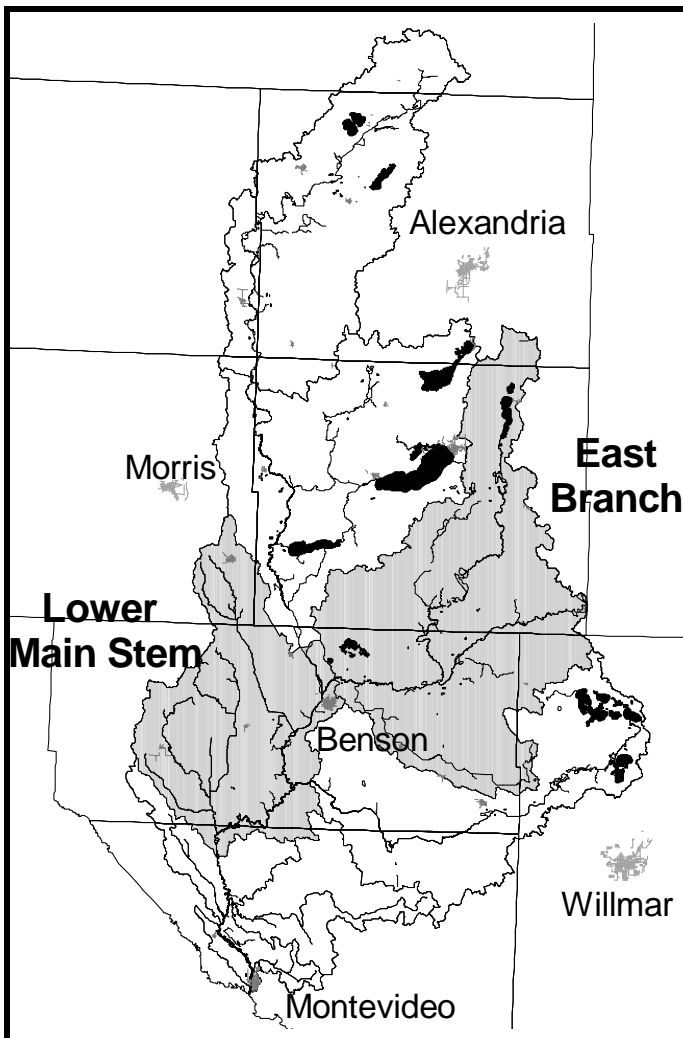 Alexandria
Morris
East
Branch
Lower
Main Stem
Benson
Willmar
Montevideo